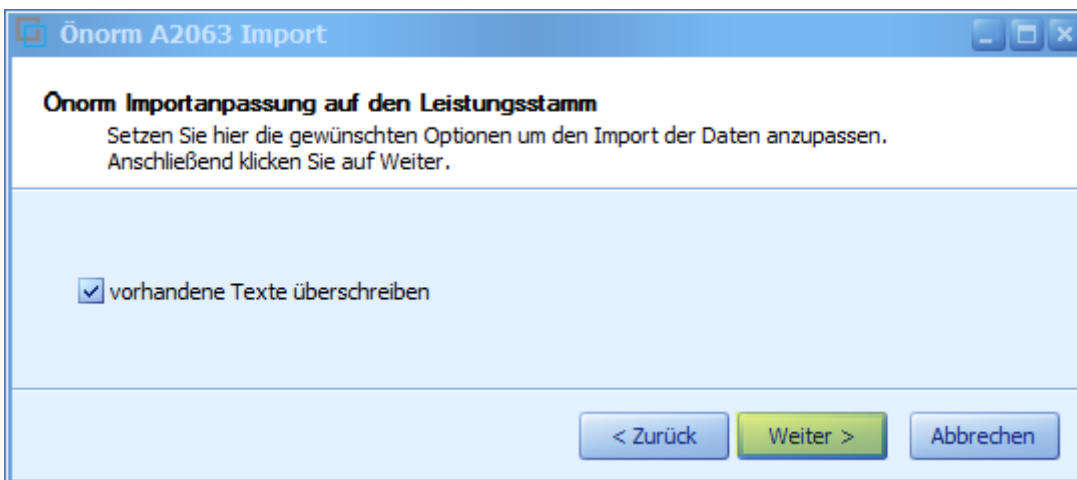 Önorm A2063 Import
Önorm Importanpassung auf den Leistungsstamm
Setzen Sie hier die gewünschten Optionen um den Import der Daten anzupassen.
Anschließend klicken Sie auf Weiter.
vorhandene Texte überschreiben
< Zurück Weiter > Abbrechen